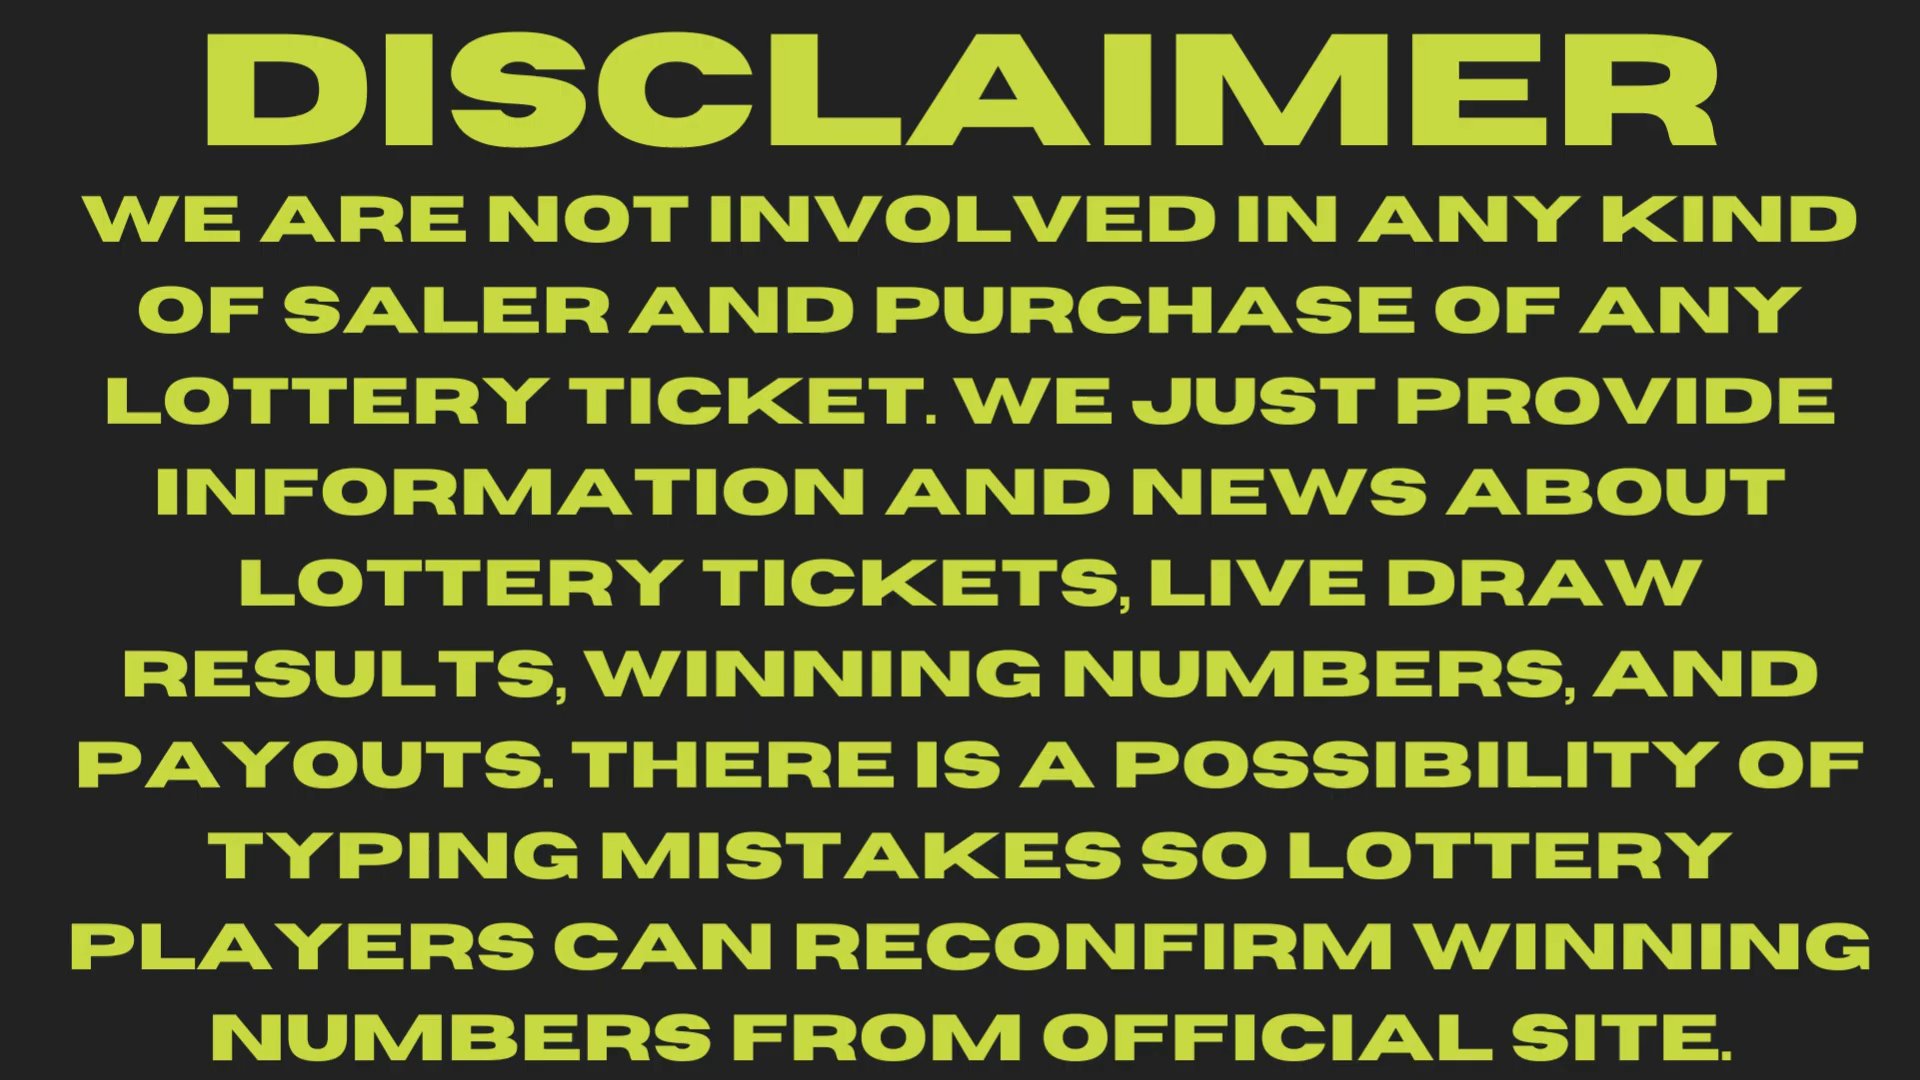 DISCLAIMER
WE ARE NOT INVOLVED IN ANY KIND
OF SALER AND PURCHASE OF ANY
LOTTERY TICKET. WE JUST PROVIDE
INFORMATION AND NEWS ABOUT
LOTTERY TICKETS, LIVE DRAW
RESULTS, WINNING NUMBERS, AND
PAYOUTS. THERE IS A POSSIBILITY OF
TYPING MISTAKES SO LOTTERY
PLAYERS CAN RECONFIRM WINNING
NUMBERS FROM OFFICIAL SITE.